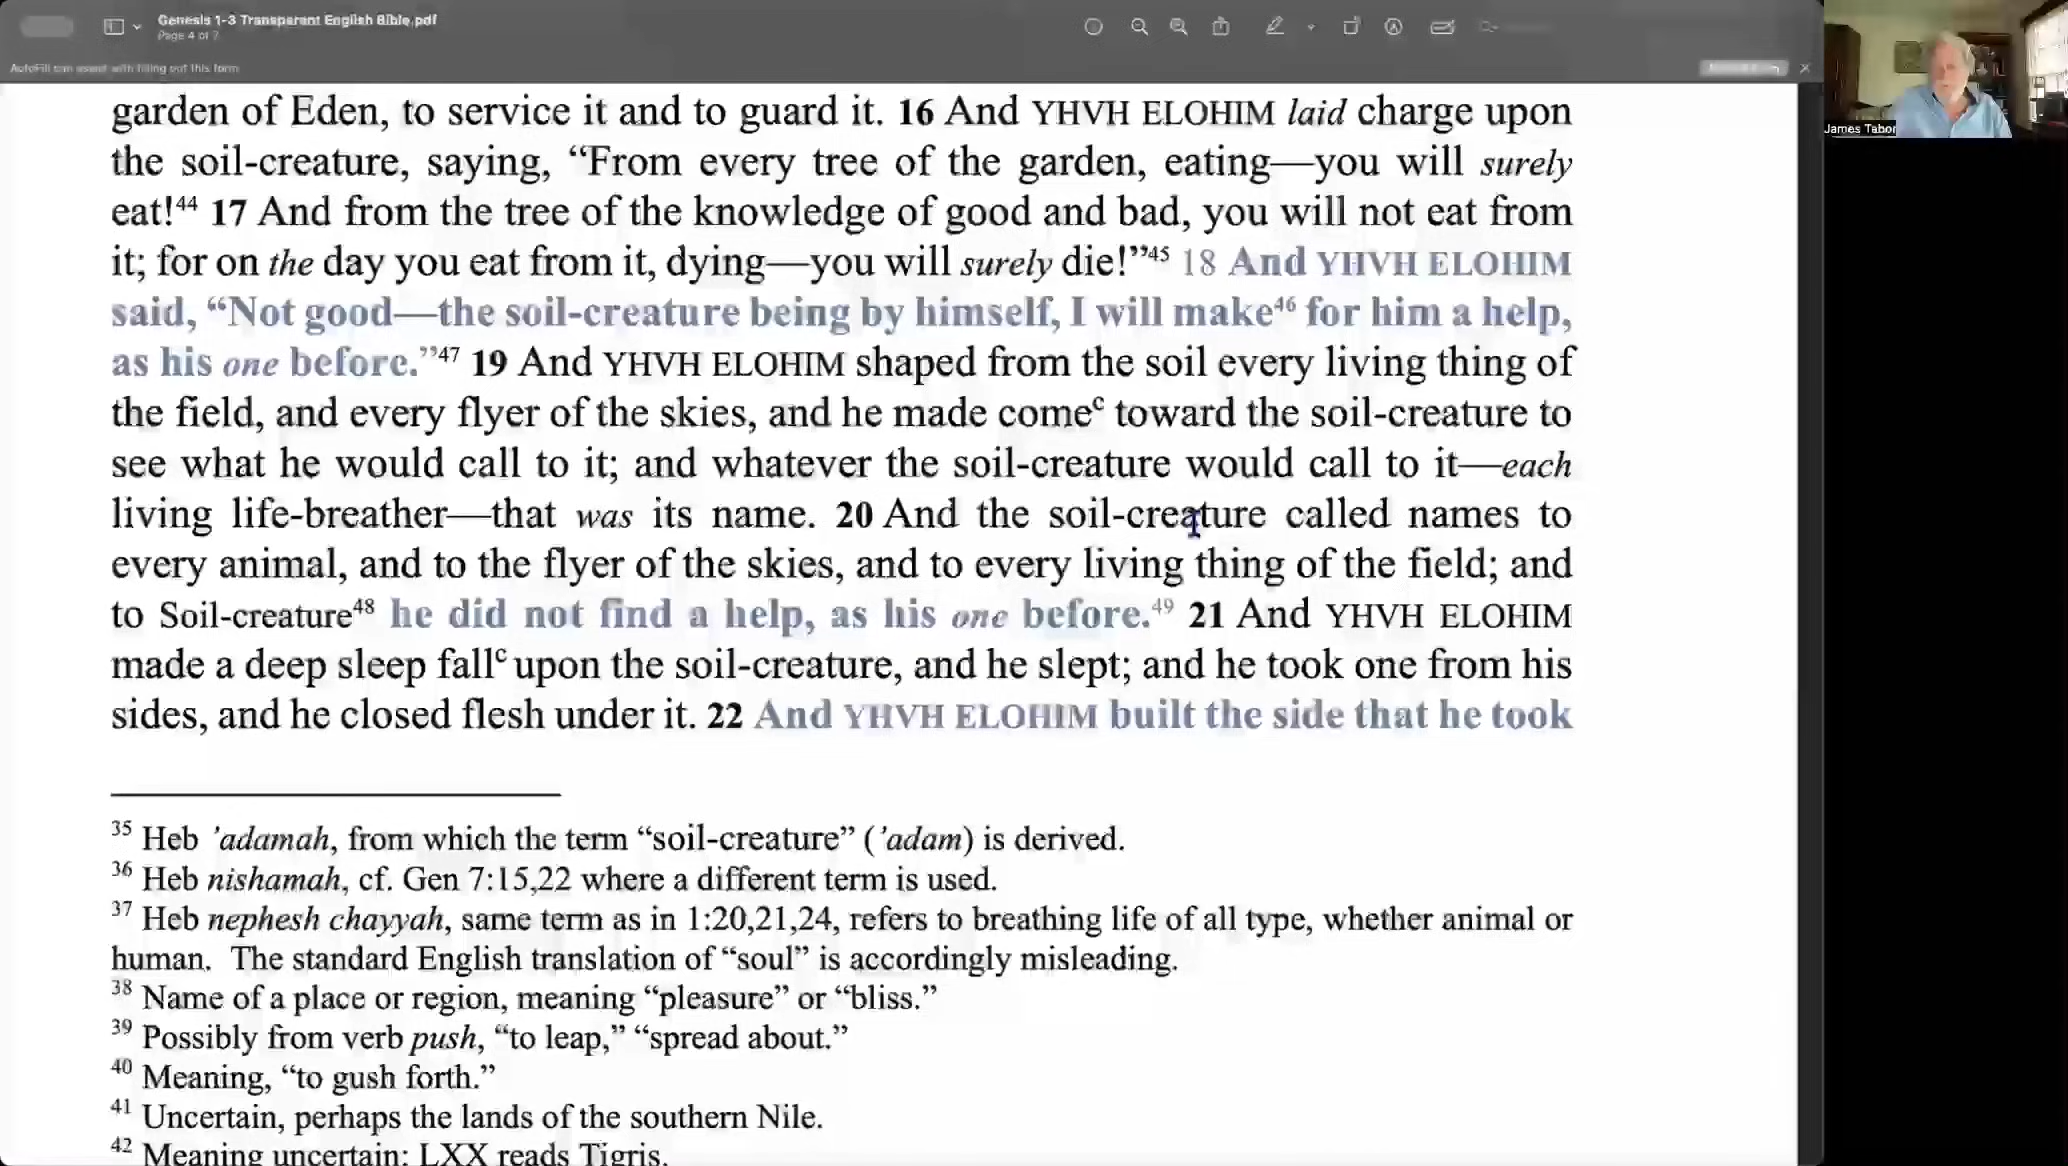 Genesis 1-3 Transparent English Bible.pdf
Page 4 of 7
AutoFill can assist with filling out this form
James Tabor
garden of Eden, to service it and to guard it. 16 And YHVH ELOHIM laid charge upon
the soil-creature, saying, “From every tree of the garden, eating—you will surely
eat!44 17 And from the tree of the knowledge of good and bad, you will not eat from
it; for on the day you eat from it, dying—you will surely die!”45 18 And YHVH ELOHIM
said, “Not good—the soil-creature being by himself, I will make46 for him a help,
as his one before.”47 19 And YHVH ELOHIM shaped from the soil every living thing of
the field, and every flyer of the skies, and he made comec toward the soil-creature to
see what he would call to it; and whatever the soil-creature would call to it—each
living life-breather—that was its name. 20 And the soil-creature called names to
every animal, and to the flyer of the skies, and to every living thing of the field; and
to Soil-creature48 he did not find a help, as his one before.49 21 And YHVH ELOHIM
made a deep sleep fallc upon the soil-creature, and he slept; and he took one from his
sides, and he closed flesh under it. 22 And YHVH ELOHIM built the side that he took
35 Heb ’adamah, from which the term “soil-creature” (’adam) is derived.
36 Heb nishamah, cf. Gen 7:15,22 where a different term is used.
37 Heb nephesh chayyah, same term as in 1:20,21,24, refers to breathing life of all type, whether animal or
human. The standard English translation of “soul” is accordingly misleading.
38 Name of a place or region, meaning “pleasure” or “bliss.”
39 Possibly from verb push, “to leap,” “spread about.”
40 Meaning, “to gush forth.”
41 Uncertain, perhaps the lands of the southern Nile.
42 Meaning uncertain; LXX reads Tigris.